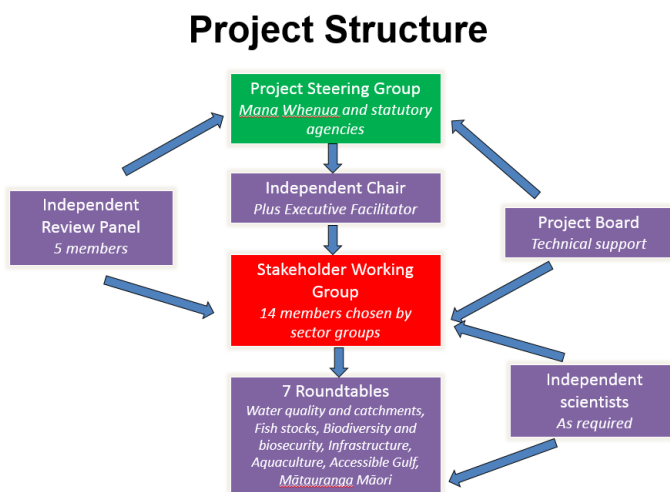 Project Structure
Project Steering Group
Mana Whenua and statutory
agencies
Independent Chair
Plus Executive Facilitator
Independent
Review Panel
5 members
Project Board
Technical support
Stakeholder Working
Group
14 members chosen by
sector groups
7 Roundtables
Water quality and catchments,
Fish stocks, Biodiversity and
biosecurity, Infrastructure,
Aquaculture, Accessible Gulf,
Mātauranga Māori
Independent
scientists
As required